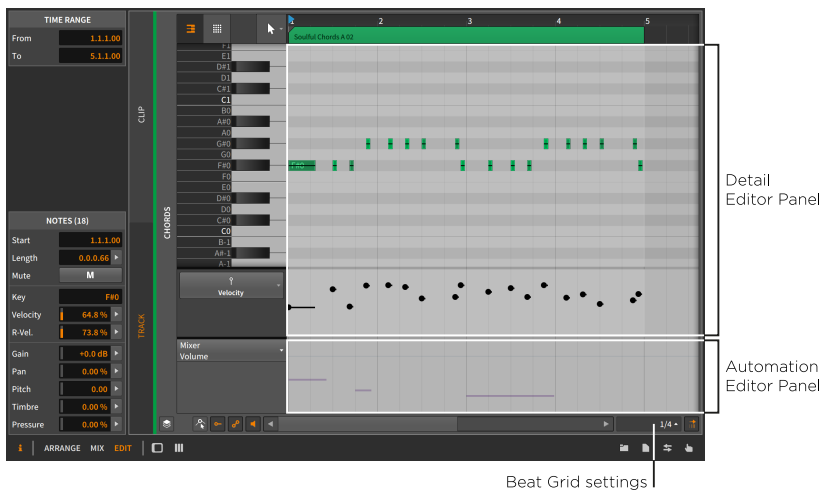 TIME RANGE
From 1.1.1.00
To 5.1.1.00
CLIP
TRACK
CHORDS
1 2 3 4 5
Soulful Chords A 02
F1
E1
D#1
D1
C#1
C1
B0
A#0
A0
G#0
G0
F#0
F0
E0
D#0
D0
C#0
C0
B-1
A#-1
A-1
F#0
Detail
Editor Panel
NOTES (18)
Start 1.1.1.00
Length 0.0.0.66
Mute M
Key F#0
Velocity 64.8 %
R-Vel. 73.8 %
Gain +0.0 dB
Pan 0.00 %
Pitch 0.00
Timbre 0.00 %
Pressure 0.00 %
Velocity
Mixer
Volume
Automation
Editor Panel
1/4
i ARRANGE MIX EDIT
Beat Grid settings